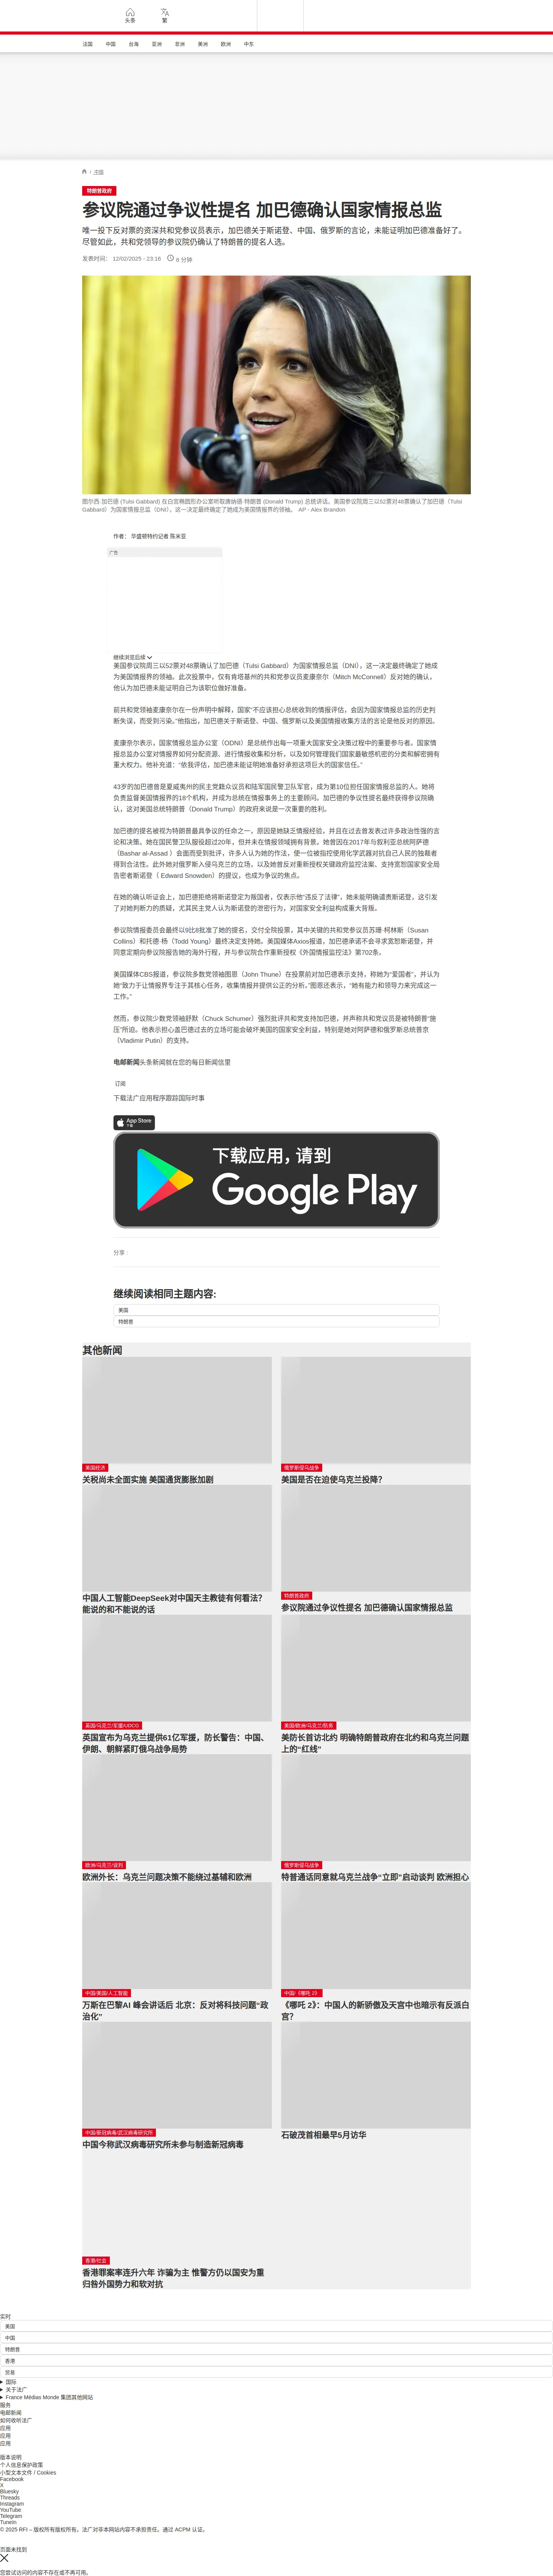 头条
繁
法国
中国
台海
亚洲
非洲
美洲
欧洲
中东
/ 中国
特朗普政府
参议院通过争议性提名 加巴德确认国家情报总监
唯一投下反对票的资深共和党参议员表示，加巴德关于斯诺登、中国、俄罗斯的言论，未能证明加巴德准备好了。
尽管如此，共和党领导的参议院仍确认了特朗普的提名人选。
发表时间： 12/02/2025 - 23:16 8 分钟
图尔西·加巴德 (Tulsi Gabbard) 在白宫椭圆形办公室听取唐纳德·特朗普 (Donald Trump) 总统讲话。美国参议院周三以52票对48票确认了加巴德（Tulsi
Gabbard）为国家情报总监（DNI），这一决定最终确定了她成为美国情报界的领袖。 AP - Alex Brandon
作者： 华盛顿特约记者 陈米亚
广告
继续浏览后续
美国参议院周三以52票对48票确认了加巴德（Tulsi Gabbard）为国家情报总监（DNI），这一决定最终确定了她成
为美国情报界的领袖。此次投票中，仅有肯塔基州的共和党参议员麦康奈尔（Mitch McConnell）反对她的确认，
他认为加巴德未能证明自己为该职位做好准备。
前共和党领袖麦康奈尔在一份声明中解释，国家“不应该担心总统收到的情报评估，会因为国家情报总监的历史判
断失误，而受到污染。”他指出，加巴德关于斯诺登、中国、俄罗斯以及美国情报收集方法的言论是他反对的原因。
麦康奈尔表示，国家情报总监办公室（ODNI）是总统作出每一项重大国家安全决策过程中的重要参与者。国家情
报总监办公室对情报界如何分配资源、进行情报收集和分析，以及如何管理我们国家最敏感机密的分类和解密拥有
重大权力。他补充道：“依我评估，加巴德未能证明她准备好承担这项巨大的国家信任。”
43岁的加巴德曾是夏威夷州的民主党籍众议员和陆军国民警卫队军官，成为第10位担任国家情报总监的人。她将
负责监督美国情报界的18个机构，并成为总统在情报事务上的主要顾问。加巴德的争议性提名最终获得参议院确
认，这对美国总统特朗普（Donald Trump）的政府来说是一次重要的胜利。
加巴德的提名被视为特朗普最具争议的任命之一，原因是她缺乏情报经验，并且在过去曾发表过许多政治性强的言
论和决策。她在国民警卫队服役超过20年，但并未在情报领域拥有背景。她曾因在2017年与叙利亚总统阿萨德
（Bashar al-Assad ）会面而受到批评，许多人认为她的作法，使一位被指控使用化学武器对抗自己人民的独裁者
得到合法性。此外她对俄罗斯入侵乌克兰的立场，以及她曾反对重新授权关键政府监控法案、支持宽恕国家安全局
告密者斯诺登（ Edward Snowden）的提议，也成为争议的焦点。
在她的确认听证会上，加巴德拒绝将斯诺登定为叛国者，仅表示他“违反了法律”，她未能明确谴责斯诺登，这引发
了对她判断力的质疑，尤其民主党人认为斯诺登的泄密行为，对国家安全利益构成重大背叛。
参议院情报委员会最终以9比8批准了她的提名，交付全院投票，其中关键的共和党参议员苏珊·柯林斯（Susan
Collins）和托德·杨（Todd Young）最终决定支持她。美国媒体Axios报道，加巴德承诺不会寻求宽恕斯诺登，并
同意定期向参议院报告她的海外行程，并与参议院合作重新授权《外国情报监控法》第702条。
美国媒体CBS报道，参议院多数党领袖图恩（John Thune）在投票前对加巴德表示支持，称她为“爱国者”，并认为
她“致力于让情报界专注于其核心任务，收集情报并提供公正的分析。”图恩还表示，“她有能力和领导力来完成这一
工作。”
然而，参议院少数党领袖舒默（Chuck Schumer）强烈批评共和党支持加巴德，并声称共和党议员是被特朗普“施
压”所迫。他表示担心盖巴德过去的立场可能会破坏美国的国家安全利益，特别是她对阿萨德和俄罗斯总统普京
（Vladimir Putin）的支持。
电邮新闻头条新闻就在您的每日新闻信里
订阅
下载法广应用程序跟踪国际时事
App Store
下载
下载应用，请到
Google Play
分享 :
继续阅读相同主题内容:
美国
特朗普
其他新闻
美国经济
关税尚未全面实施 美国通货膨胀加剧
俄罗斯侵乌战争
美国是否在迫使乌克兰投降？
中国人工智能DeepSeek对中国天主教徒有何看法？
能说的和不能说的话
特朗普政府
参议院通过争议性提名 加巴德确认国家情报总监
英国/乌克兰/军援/UDCG
英国宣布为乌克兰提供61亿军援，防长警告：中国、
伊朗、朝鲜紧盯俄乌战争局势
美国/欧洲/乌克兰/防务
美防长首访北约 明确特朗普政府在北约和乌克兰问题
上的“红线”
欧洲/乌克兰/谈判
欧洲外长：乌克兰问题决策不能绕过基辅和欧洲
俄罗斯侵乌战争
特普通话同意就乌克兰战争“立即”启动谈判 欧洲担心
中国/美国/人工智能
万斯在巴黎AI 峰会讲话后 北京：反对将科技问题“政
治化”
中国/《哪吒 2》
《哪吒 2》：中国人的新骄傲及天宫中也暗示有反派白
宫？
中国/新冠病毒/武汉病毒研究所
中国今称武汉病毒研究所未参与制造新冠病毒
石破茂首相最早5月访华
香港/社会
香港罪案率连升六年 诈骗为主 惟警方仍以国安为重
归咎外国势力和软对抗
实时
美国
中国
特朗普
香港
贸易
国际
关于法广
France Médias Monde 集团其他网站
服务
电邮新闻
如何收听法广
应用
应用
应用
版本说明
个人信息保护政策
小型文本文件 / Cookies
Facebook
X
Bluesky
Threads
Instagram
YouTube
Telegram
TuneIn
© 2025 RFI – 版权所有版权所有。法广对非本网站内容不承担责任。通过 ACPM 认证。
页面未找到
您尝试访问的内容不存在或不再可用。